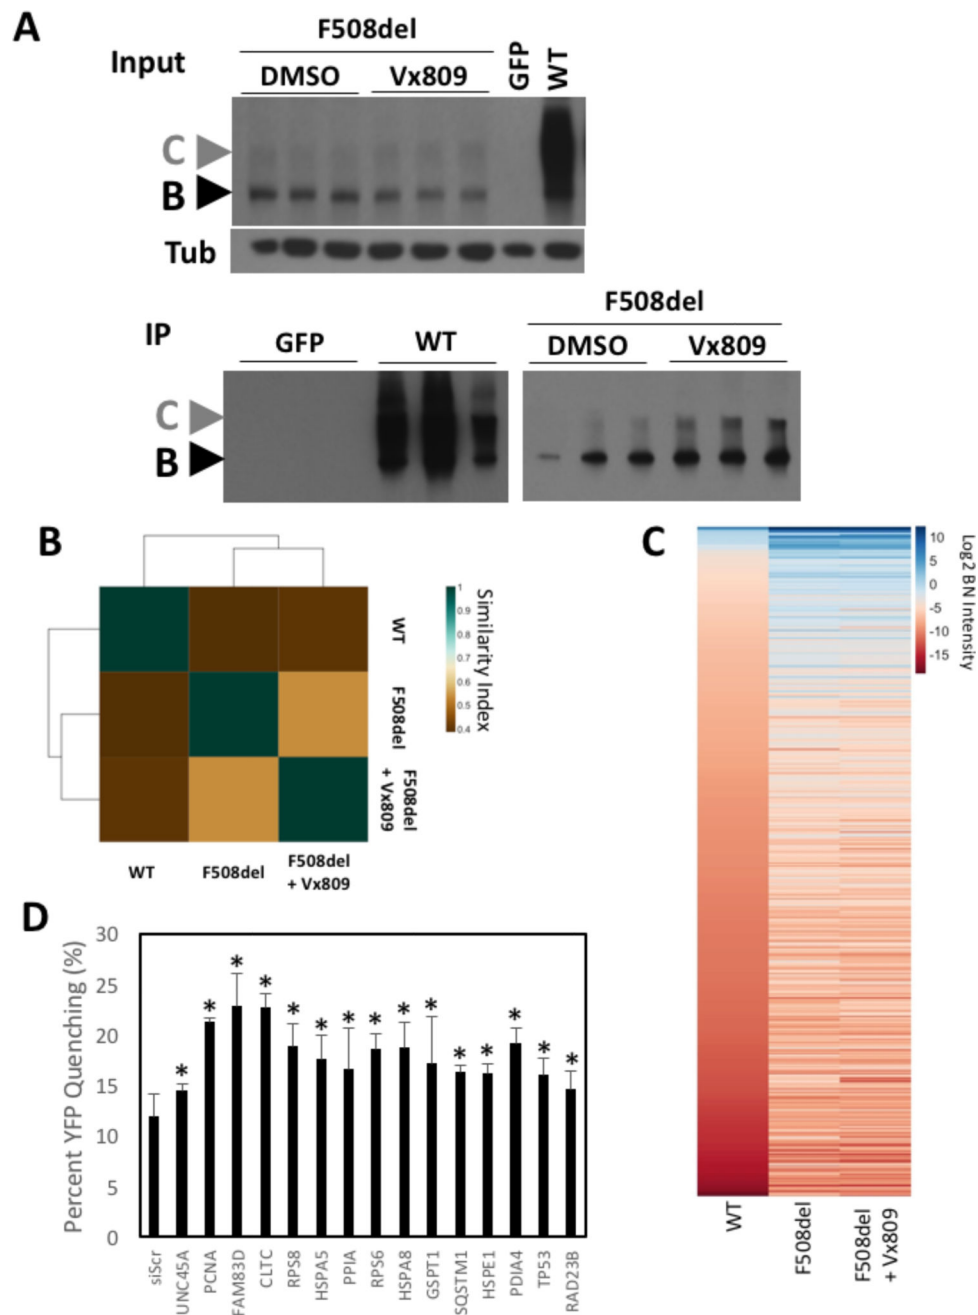 A
F508del
Input
DMSO
Vx809
GFP
WT
C
B
Tub
F508del
IP
GFP
WT
DMSO
Vx809
C
B
B
1
0.9
0.8
0.7
0.6
0.5
0.4
Similarity Index
WT
F508del
F508del
+ Vx809
WT
F508del
F508del
+ Vx809
C
10
5
0
-5
-10
-15
Log2 BN Intensity
WT
F508del
F508del
+ Vx809
D
Percent YFP Quenching (%)
30
25
20
15
10
5
0
* * * * * * * * * * * * * * *
siScr
UNC45A
PCNA
FAM83D
CLTC
RPS8
HSPA5
PPIA
RPS6
HSPA8
GSPT1
SQSTM1
HSPE1
PDIA4
TP53
RAD23B